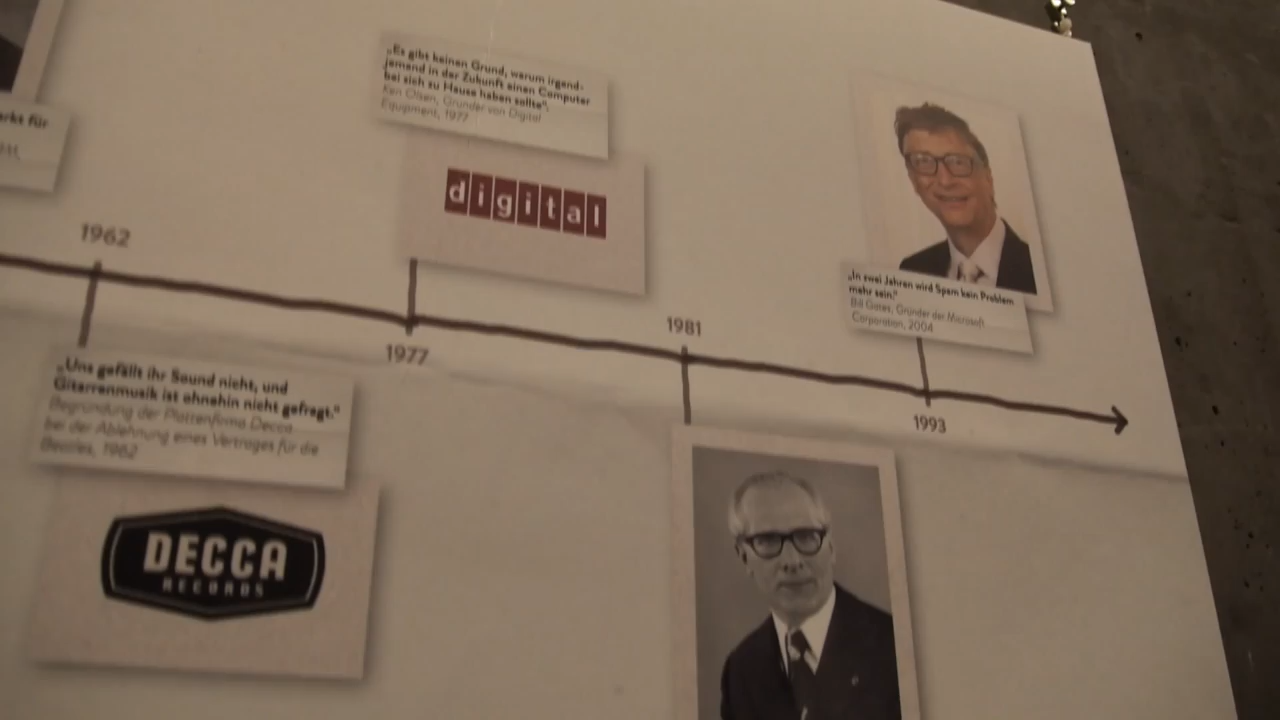 „Es gibt keinen Grund, warum irgend-
jemand in der Zukunft einen Computer
bei sich zu Hause haben sollte“,
Ken Olsen, Gründer von Digital
Equipment, 1977
digital
rkt für
1962
1977
1981
„In zwei Jahren wird Spam kein Problem
mehr sein.“
Bill Gates, Gründer der Microsoft
Corporation, 2004
1993
„Uns gefällt ihr Sound nicht, und
Gitarrenmusik ist ohnehin nicht gefragt.“
Begründung der Plattenfirma Decca
bei der Ablehnung eines Vertrages für die
Beatles, 1962
DECCA
RECORDS